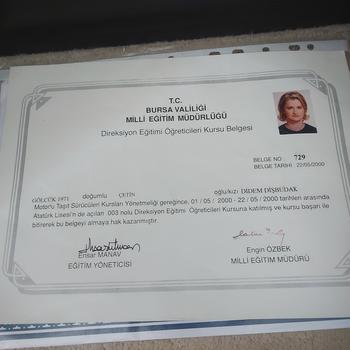 T.C.
BURSA VALİLİĞİ
MİLLİ EĞİTİM MÜDÜRLÜĞÜ
Direksiyon Eğitimi Öğreticileri Kursu Belgesi
BELGE NO : 729
BELGE TARİHİ : 22/05/2000
GÖLCÜK 1971 doğumlu ÇETİN oğlu/kızı DİDEM DİŞBUDAK
Motorlu Taşıt Sürücüleri Kursları Yönetmeliği gereğince, 01 / 05 / 2000 - 22 / 05 / 2000 tarihleri arasında
Atatürk Lisesi'n de açılan 003 nolu Direksiyon Eğitimi Öğreticileri Kursuna katılmış ve kursu başarı ile
bitirerek bu belgeyi almaya hak kazanmıştır.
Ensar MANAV
EĞİTİM YÖNETİCİSİ
Engin ÖZBEK
MİLLİ EĞİTİM MÜDÜRÜ